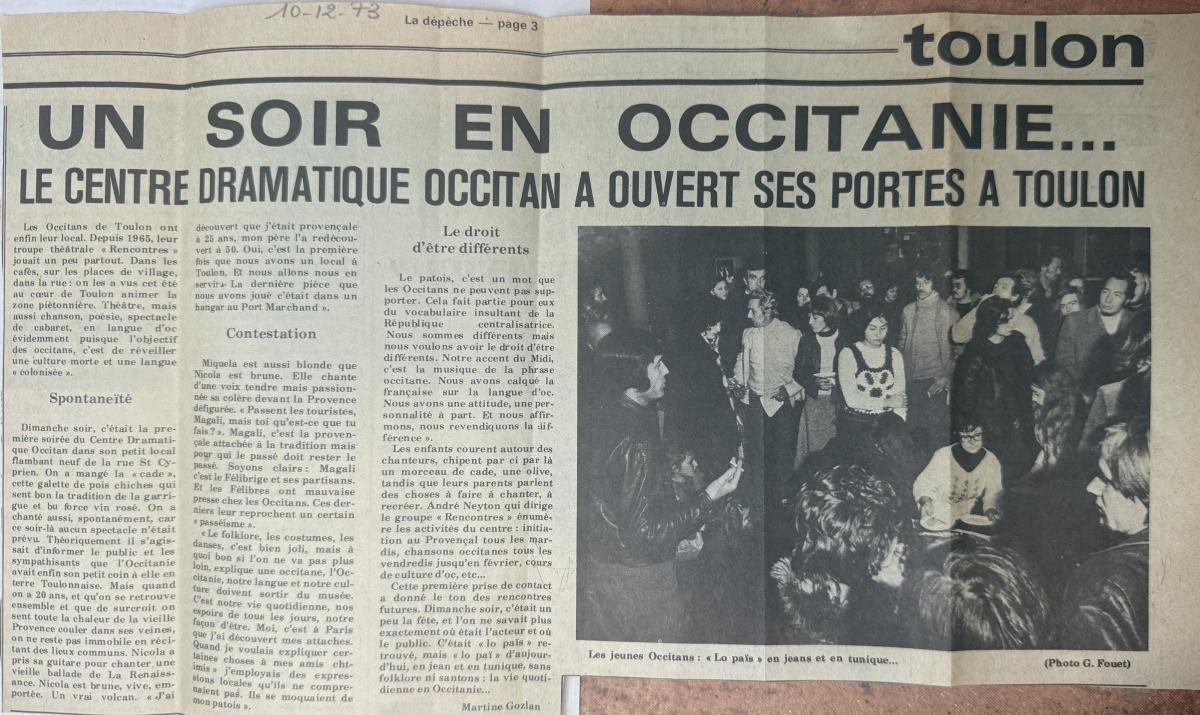 10-12-73
La dépêche — page 3
toulon
UN SOIR EN OCCITANIE...
LE CENTRE DRAMATIQUE OCCITAN A OUVERT SES PORTES A TOULON
Les Occitans de Toulon ont
enfin leur local. Depuis 1965, leur
troupe théâtrale « Rencontres »
jouait un peu partout. Dans les
cafés, sur les places de village,
dans la rue : on les a vus cet été
au cœur de Toulon animer la
zone piétonnière. Théâtre, mais
aussi chanson, poésie, spectacle
de cabaret, en langue d'oc
évidemment puisque l'objectif
des occitans, c'est de réveiller
une culture morte et une langue
« colonisée ».
Spontaneïté
Dimanche soir, c'était la pre-
mière soirée du Centre Dramati-
que Occitan dans son petit local
flambant neuf de la rue St Cy-
prien. On a mangé la « cade »,
cette galette de pois chiches qui
sent bon la tradition de la garri-
gue et bu force vin rosé. On a
chanté aussi, spontanément, car
ce soir-là aucun spectacle n'était
prévu. Théoriquement il s'agis-
sait d'informer le public et les
sympathisants que l'Occitanie
avait enfin son petit coin à elle en
terre Toulonnaise. Mais quand
on a 20 ans, et qu'on se retrouve
ensemble et que de surcroit on
sent toute la chaleur de la vieille
Provence couler dans ses veines,
on ne reste pas immobile en réci-
tant des lieux communs. Nicola a
pris sa guitare pour chanter une
vieille ballade de La Renaiss-
ance. Nicola est brune, vive, em-
portée. Un vrai volcan. « J'ai
découvert que j'était provençale
à 25 ans, mon père l'a redécou-
vert à 50. Oui, c'est la première
fois que nous avons un local à
Toulon. Et nous allons nous en
servir» La dernière pièce que
nous avons joué c'était dans un
hangar au Port Marchand ».
Contestation
Miquela est aussi blonde que
Nicola est brune. Elle chante
d'une voix tendre mais passion-
née sa colère devant la Provence
défigurée. « Passent les touristes,
Magali, mais toi qu'est-ce que tu
fais ? ». Magali, c'est la proven-
çale attachée à la tradition mais
pour qui le passé doit rester le
passé. Soyons clairs : Magali
c'est le Félibrige et ses partisans.
Et les Félibres ont mauvaise
presse chez les Occitans. Ces der-
niers leur reprochent un certain
« passéisme ».
« Le folklore, les costumes, les
danses, c'est bien joli, mais à
quoi bon si l'on ne va pas plus
loin, explique une occitane, l'Oc-
citanie, notre langue et notre cul-
ture doivent sortir du musée.
C'est notre vie quotidienne, nos
espoirs de tous les jours, notre
façon d'être. Moi, c'est à Paris
que j'ai découvert mes attaches.
Quand je voulais expliquer cer-
taines choses à mes amis cht-
imis » j'employais des expres-
sions locales qu'ils ne compre-
naient pas. Ils se moquaient de
mon patois ».
Le droit
d'être différents
Le patois, c'est un mot que
les Occitans ne peuvent pas sup-
porter. Cela fait partie pour eux
du vocabulaire insultant de la
République centralisatrice.
Nous sommes différents mais
nous voulons avoir le droit d'être
différents. Notre accent du Midi,
c'est la musique de la phrase
occitane. Nous avons calqué la
française sur la langue d'oc.
Nous avons une attitude, une per-
sonnalité à part. Et nous affir-
mons, nous revendiquons la dif-
férence ».
Les enfants courent autour des
chanteurs, chipent par ci par là
un morceau de cade, une olive,
tandis que leurs parents parlent
des choses à faire à chanter, à
recréer. André Neyton qui dirige
le groupe « Rencontres » énumè-
re les activités du centre : initia-
tion au Provençal tous les mar-
dis, chansons occitanes tous les
vendredis jusqu'en février, cours
de culture d'oc, etc...
Cette première prise de contact
a donné le ton des rencontres
futures. Dimanche soir, c'était un
peu la fête, et l'on ne savait plus
exactement où était l'acteur et où
le public. C'était « lo païs » re-
trouvé, mais « lo paï » d'aujour-
d'hui, en jean et en tunique, sans
folklore ni santons : la vie quoti-
dienne en Occitanie...
Martine Gozlan
Les jeunes Occitans : « Lo païs » en jeans et en tunique...
(Photo G. Fouet)